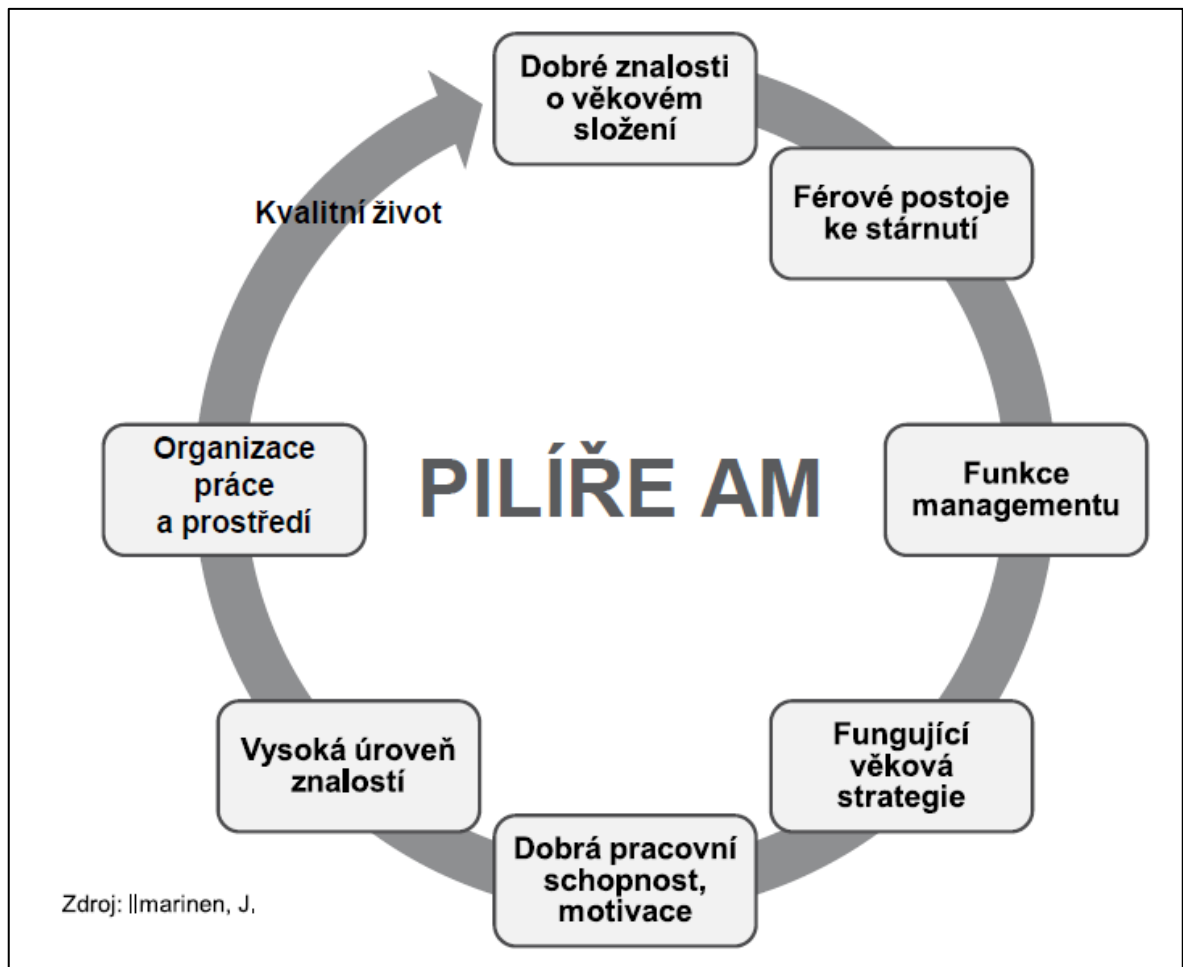 Dobré znalosti
o věkovém
složení
Férové postoje
ke stárnutí
Funkce
managementu
Fungující
věková
strategie
Dobrá pracovní
schopnost,
motivace
Vysoká úroveň
znalostí
Organizace
práce
a prostředí
Kvalitní život
PILÍŘE AM
Zdroj: Ilmarinen, J.